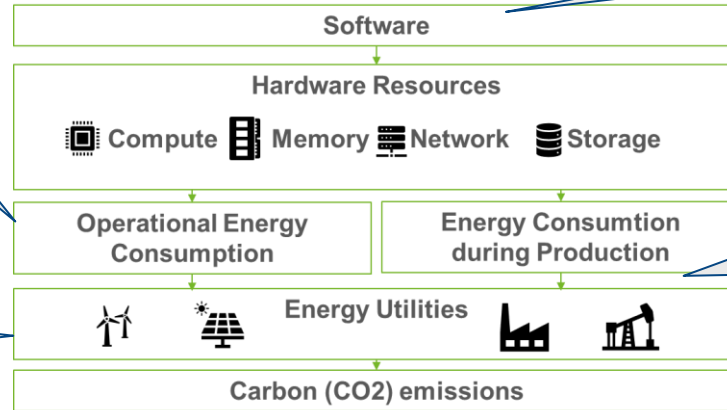 Software
Hardware Resources
Compute Memory Network Storage
Operational Energy
Consumption
Energy Consumtion
during Production
Energy Utilities
Carbon (CO2) emissions